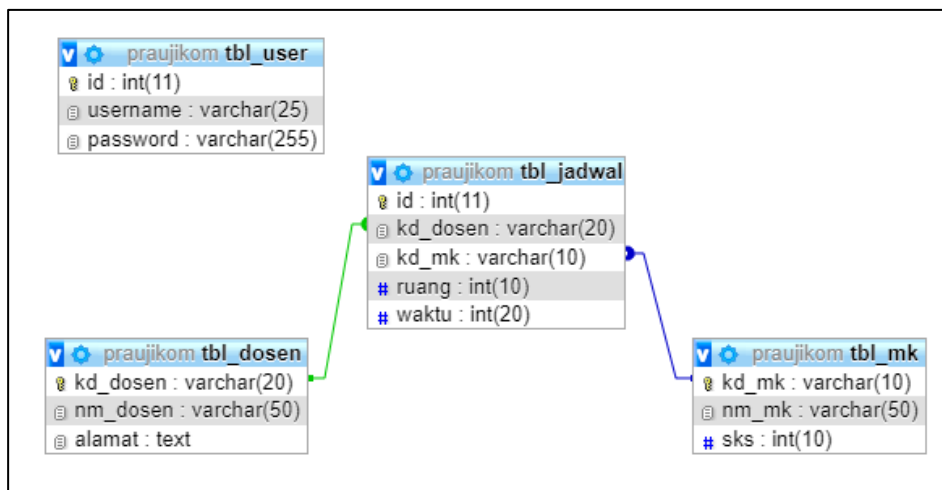 praujikom tbl_user
id : int(11)
username : varchar(25)
password : varchar(255)
praujikom tbl_jadwal
id : int(11)
kd_dosen : varchar(20)
kd_mk : varchar(10)
# ruang : int(10)
# waktu : int(20)
praujikom tbl_dosen
kd_dosen : varchar(20)
nm_dosen : varchar(50)
alamat : text
praujikom tbl_mk
kd_mk : varchar(10)
nm_mk : varchar(50)
# sks : int(10)